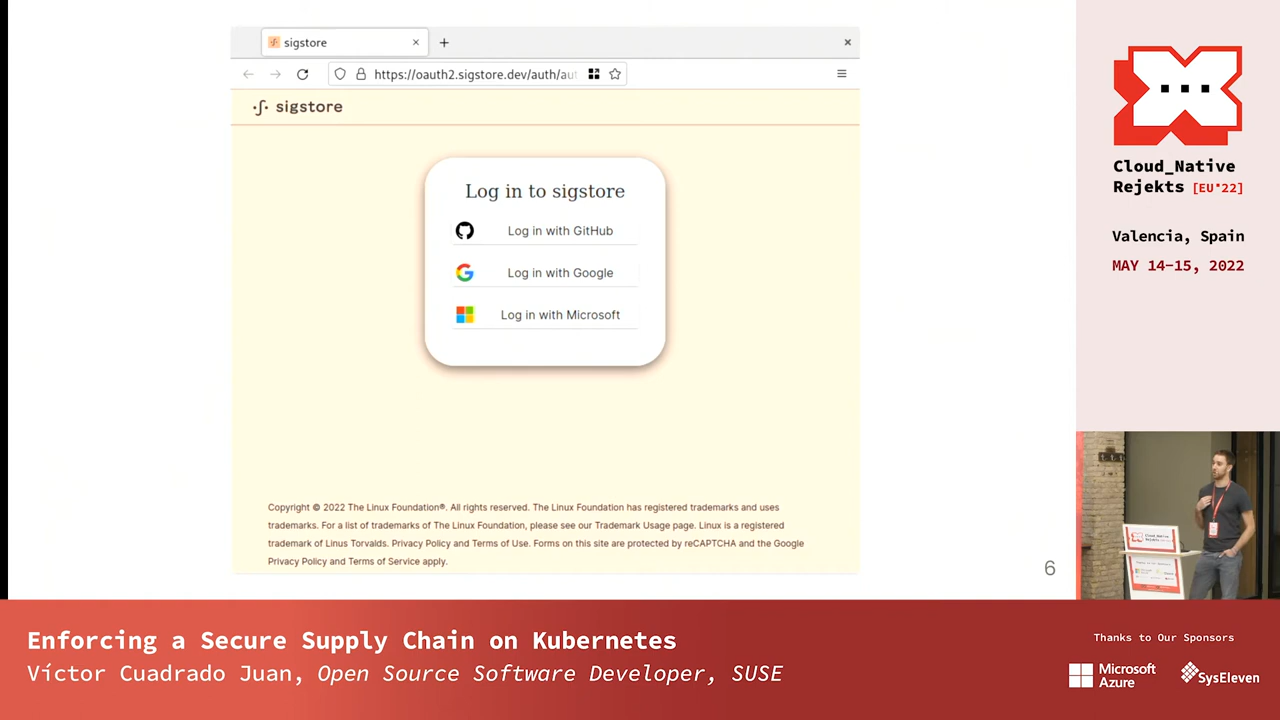 sigstore
https://oauth2.sigstore.dev/auth/aut
sigstore
Log in to sigstore
Log in with GitHub
Log in with Google
Log in with Microsoft
Copyright © 2022 The Linux Foundation®. All rights reserved. The Linux Foundation has registered trademarks and uses
trademarks. For a list of trademarks of The Linux Foundation, please see our Trademark Usage page. Linux is a registered
trademark of Linus Torvalds. Privacy Policy and Terms of Use. Forms on this site are protected by reCAPTCHA and the Google
Privacy Policy and Terms of Service apply.
6
Cloud_Native
Rejekts [EU*22]
Valencia, Spain
MAY 14-15, 2022
Cloud_Native
Enforcing a Secure Supply Chain on Kubernetes
Víctor Cuadrado Juan, Open Source Software Developer, SUSE
Thanks to Our Sponsors
Microsoft
Azure
SysEleven